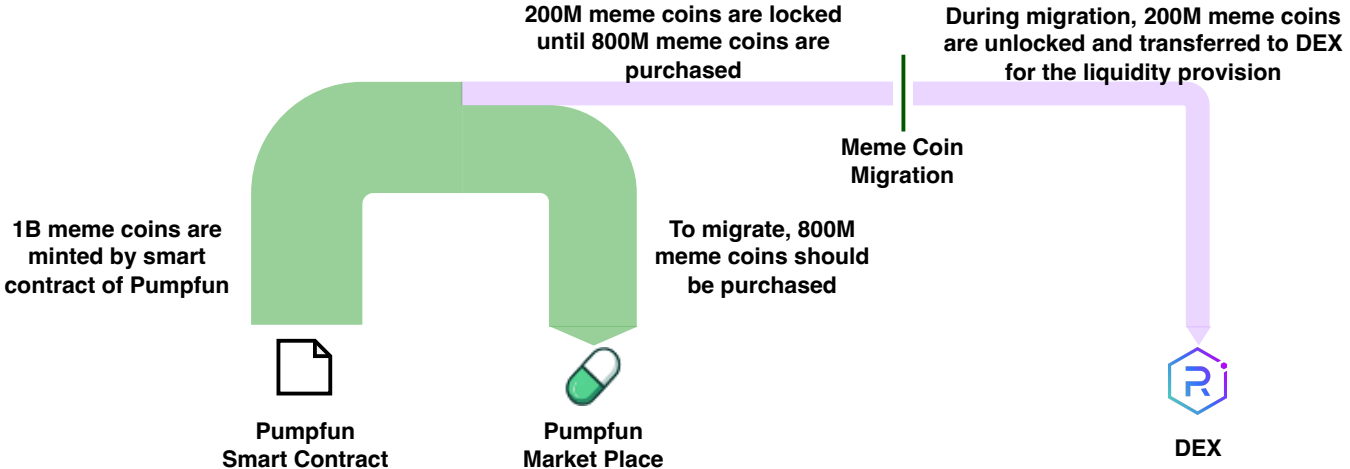 200M meme coins are locked
until 800M meme coins are
purchased
During migration, 200M meme coins
are unlocked and transferred to DEX
for the liquidity provision
Meme Coin
Migration
1B meme coins are
minted by smart
contract of Pumpfun
To migrate, 800M
meme coins should
be purchased
Pumpfun
Smart Contract
Pumpfun
Market Place
R
DEX